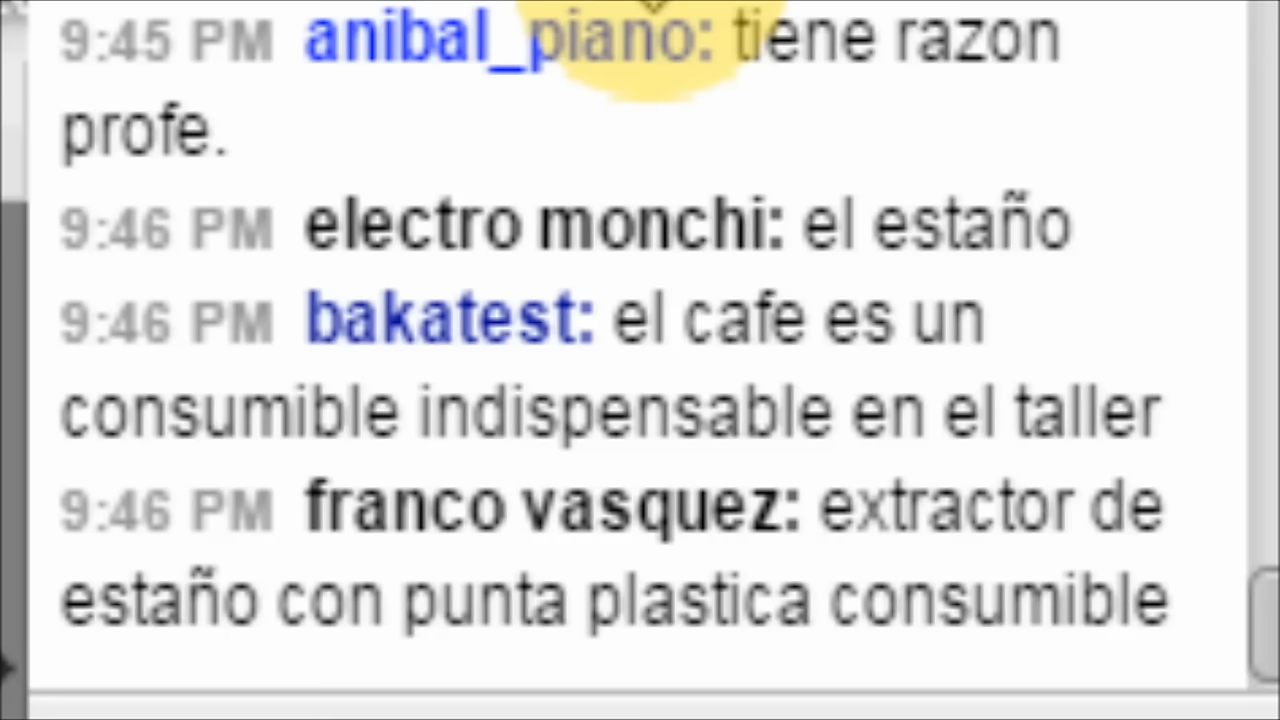 9:45 PM anibal_piano: tiene razon
profe.
9:46 PM electro monchi: el estaño
9:46 PM bakatest: el cafe es un
consumible indispensable en el taller
9:46 PM franco vasquez: extractor de
estaño con punta plastica consumible